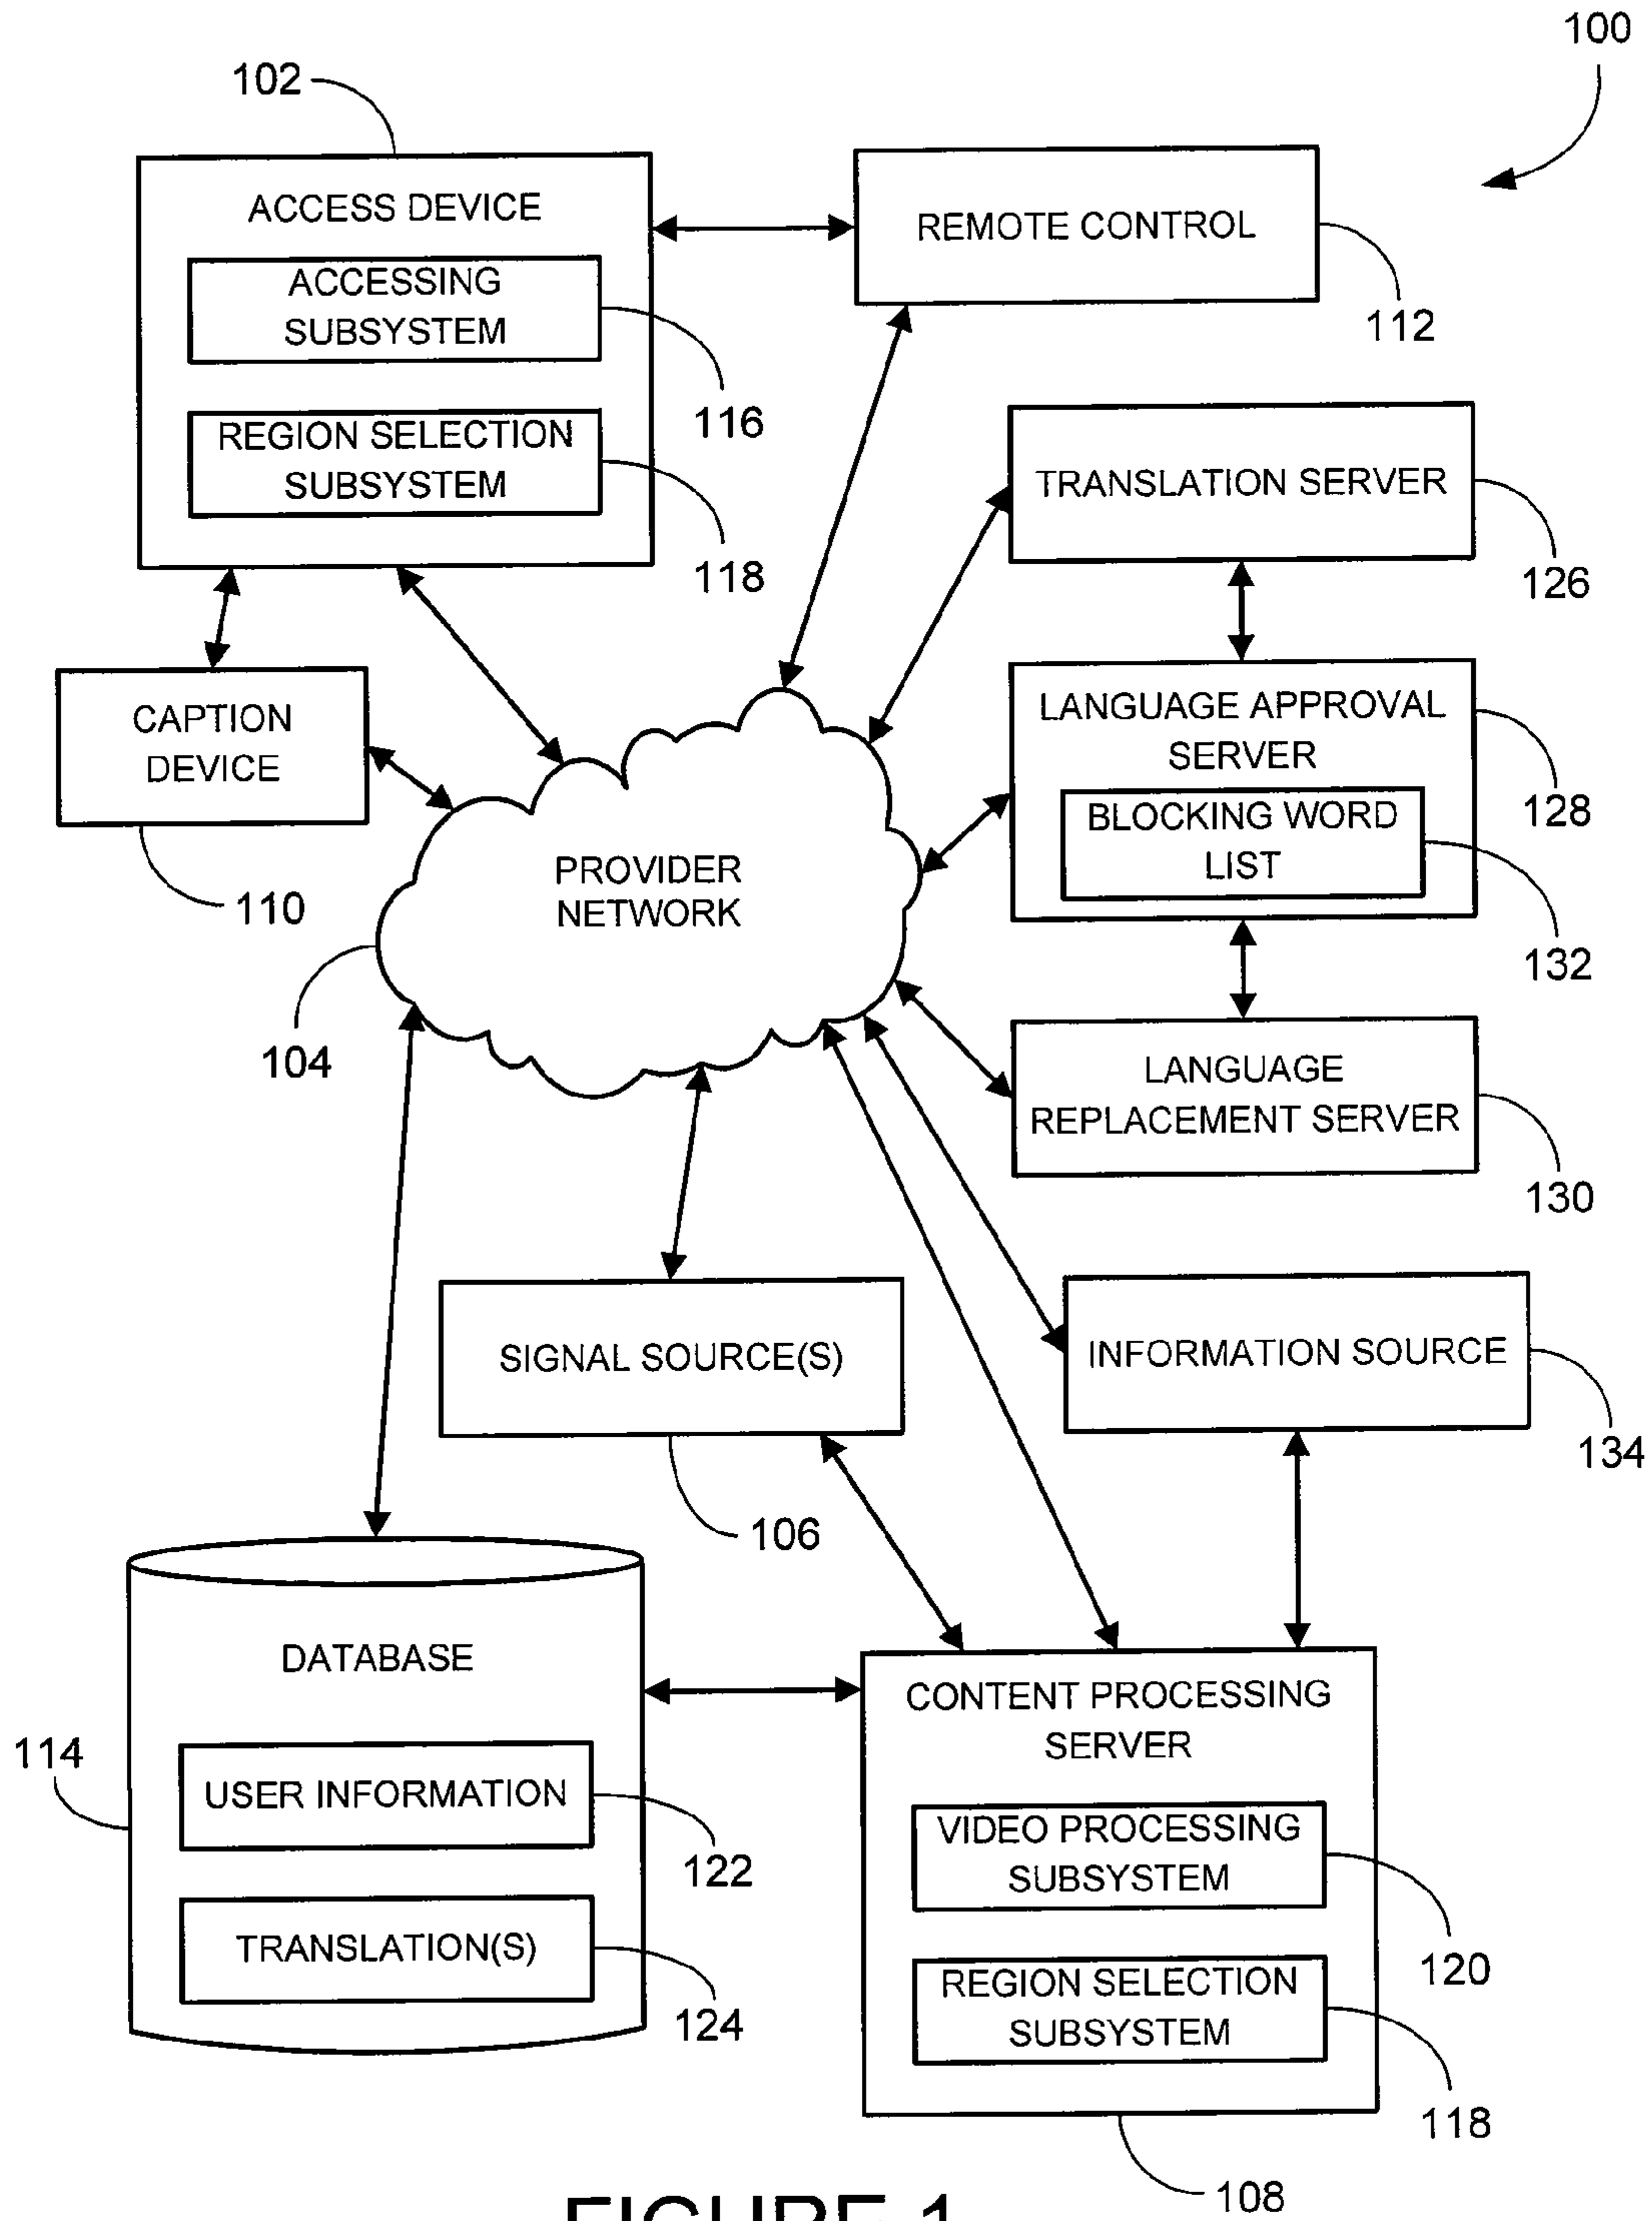 100
102
ACCESS DEVICE
ACCESSING
SUBSYSTEM
116
REGION SELECTION
SUBSYSTEM
118
REMOTE CONTROL
112
TRANSLATION SERVER
126
CAPTION
DEVICE
110
LANGUAGE APPROVAL
SERVER
128
BLOCKING WORD
LIST
132
PROVIDER
NETWORK
104
LANGUAGE
REPLACEMENT SERVER
130
SIGNAL SOURCE(S)
106
INFORMATION SOURCE
134
DATABASE
114
USER INFORMATION
122
TRANSLATION(S)
124
CONTENT PROCESSING
SERVER
VIDEO PROCESSING
SUBSYSTEM
120
REGION SELECTION
SUBSYSTEM
118
108
FIGURE 1